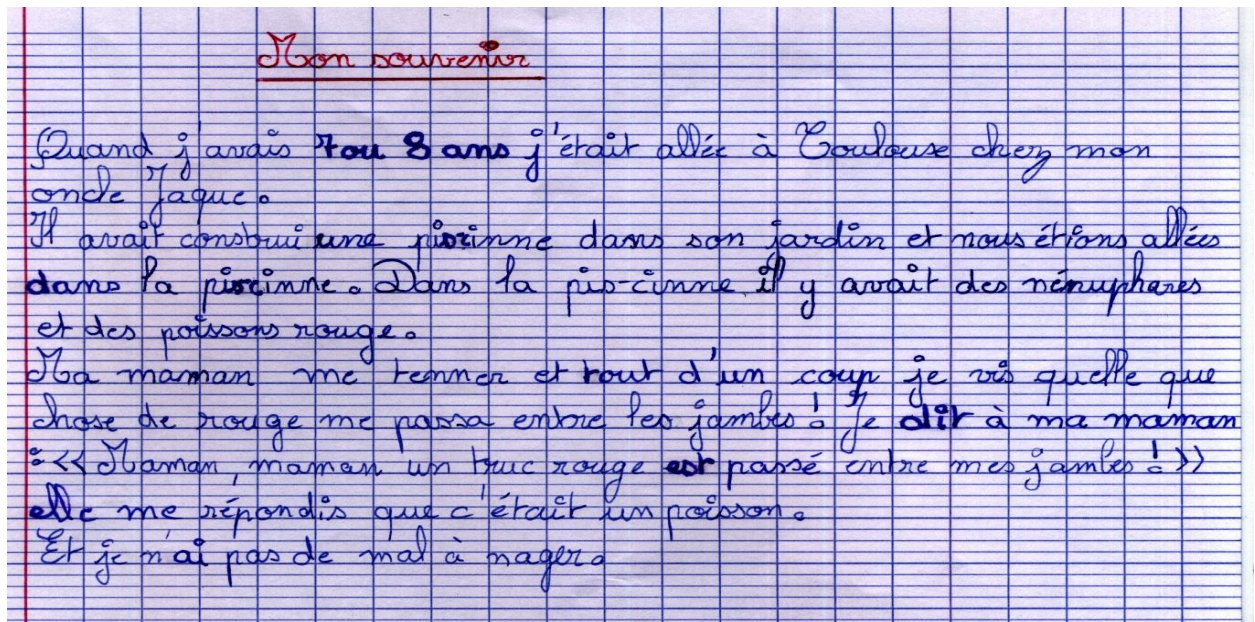 Mon souvenir
Quand j'avais 7 ou 8 ans j'était allée à Toulouse chez mon
oncle Jaque.
Il avait construi une piscinne dans son jardin et nous étions allées
dans la piscinne. Dans la pis-cinne il y avait des nénuphares
et des poissons rouge.
Ma maman me tenner et tout d'un coup je vis quelle que
chose de rouge me passa entre les jambes ! Je dit à ma maman
: << Maman, maman un truc rouge est passé entre mes jambes ! >>
elle me répondis que c'était un poisson.
Et je n'ai pas de mal à nager.